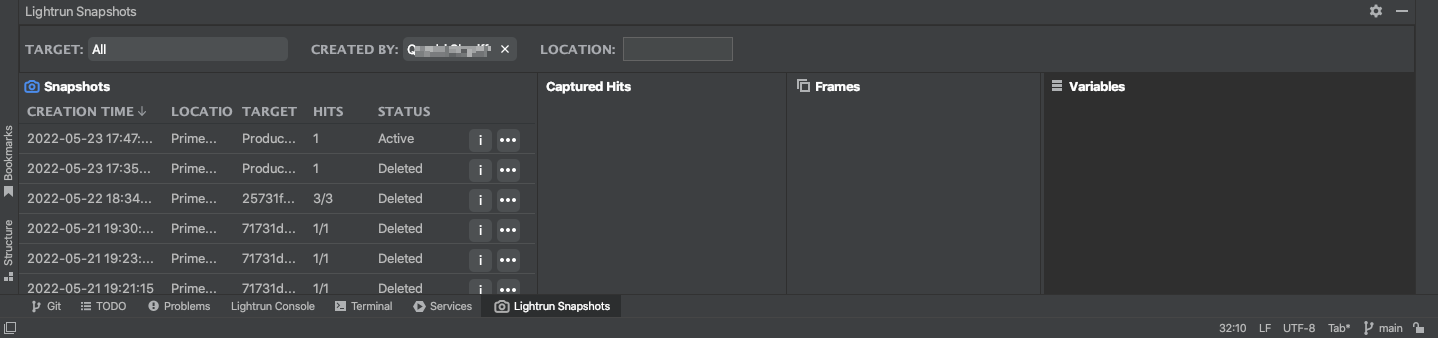 Lightrun Snapshots
TARGET: All CREATED BY: LOCATION:
Snapshots Captured Hits Frames Variables
CREATION TIME ↓ LOCATIO TARGET HITS STATUS
2022-05-23 17:47:... Prime... Produc... 1 Active i •••
2022-05-23 17:35... Prime... Produc... 1 Deleted i •••
2022-05-22 18:34... Prime... 25731f... 3/3 Deleted i •••
2022-05-21 19:30:... Prime... 71731d... 1/1 Deleted i •••
2022-05-21 19:23:... Prime... 71731d... 1/1 Deleted i •••
2022-05-21 19:21:15 Prime... 71731d... 1/1 Deleted i •••
Bookmarks
Structure
Git TODO Problems Lightrun Console Terminal Services Lightrun Snapshots
32:10 LF UTF-8 Tab* main